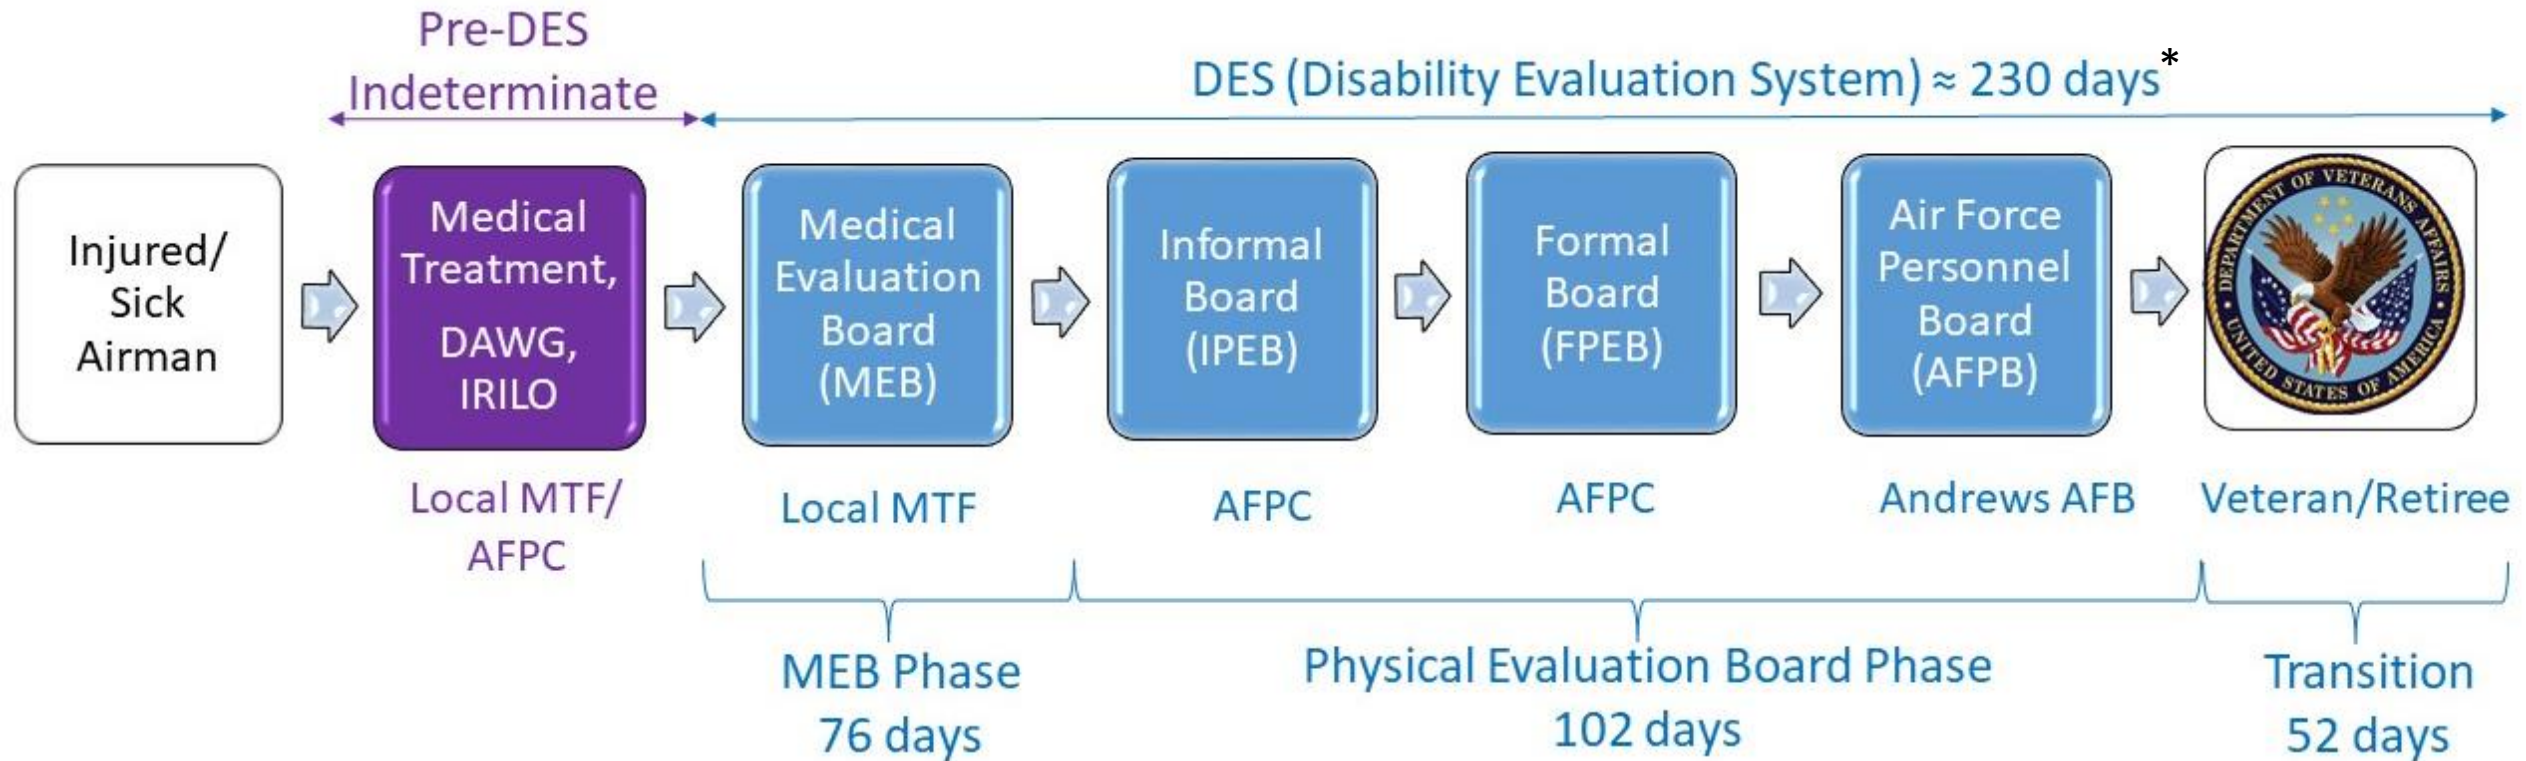 Pre-DES
Indeterminate
DES (Disability Evaluation System) ≈ 230 days*
Injured/
Sick
Airman
Medical
Treatment,
DAWG,
IRILO
Medical
Evaluation
Board
(MEB)
Informal
Board
(IPEB)
Formal
Board
(FPEB)
Air Force
Personnel
Board
(AFPB)
DEPARTMENT OF VETERANS AFFAIRS
UNITED STATES OF AMERICA
Local MTF/
AFPC
Local MTF
AFPC
AFPC
Andrews AFB
Veteran/Retiree
MEB Phase
76 days
Physical Evaluation Board Phase
102 days
Transition
52 days